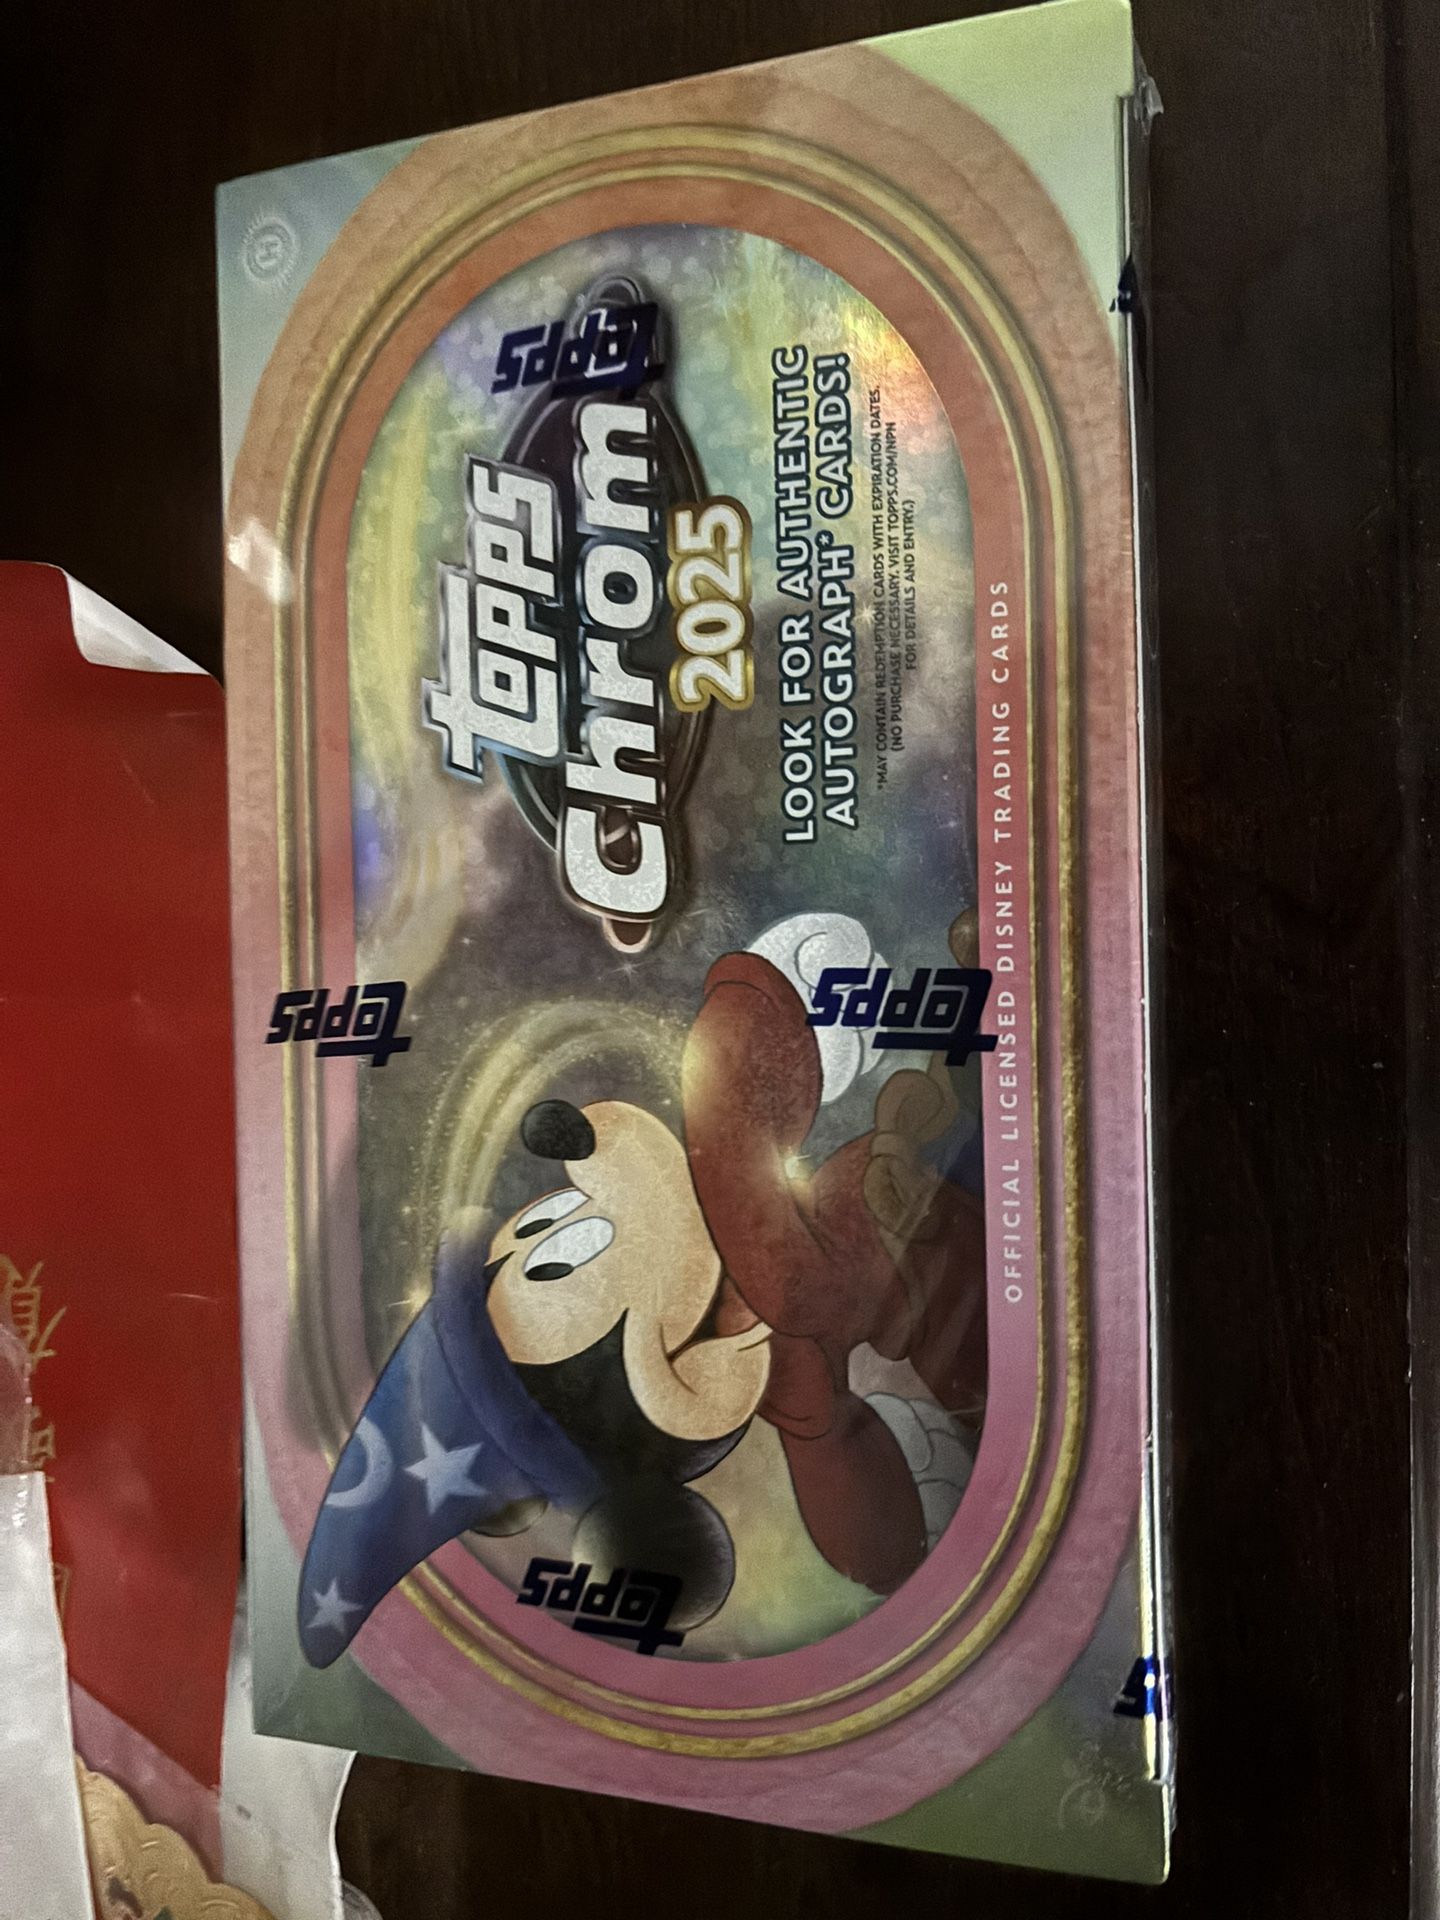 topps
chrom
2025
LOOK FOR AUTHENTIC
AUTOGRAPH* CARDS!
*MAY CONTAIN REDEMPTION CARDS WITH EXPIRATION DATES.
(NO PURCHASE NECESSARY. VISIT TOPPS.COM/NPN
FOR DETAILS AND ENTRY.)
OFFICIAL LICENSED DISNEY TRADING CARDS
topps
topps
topps
topps
H